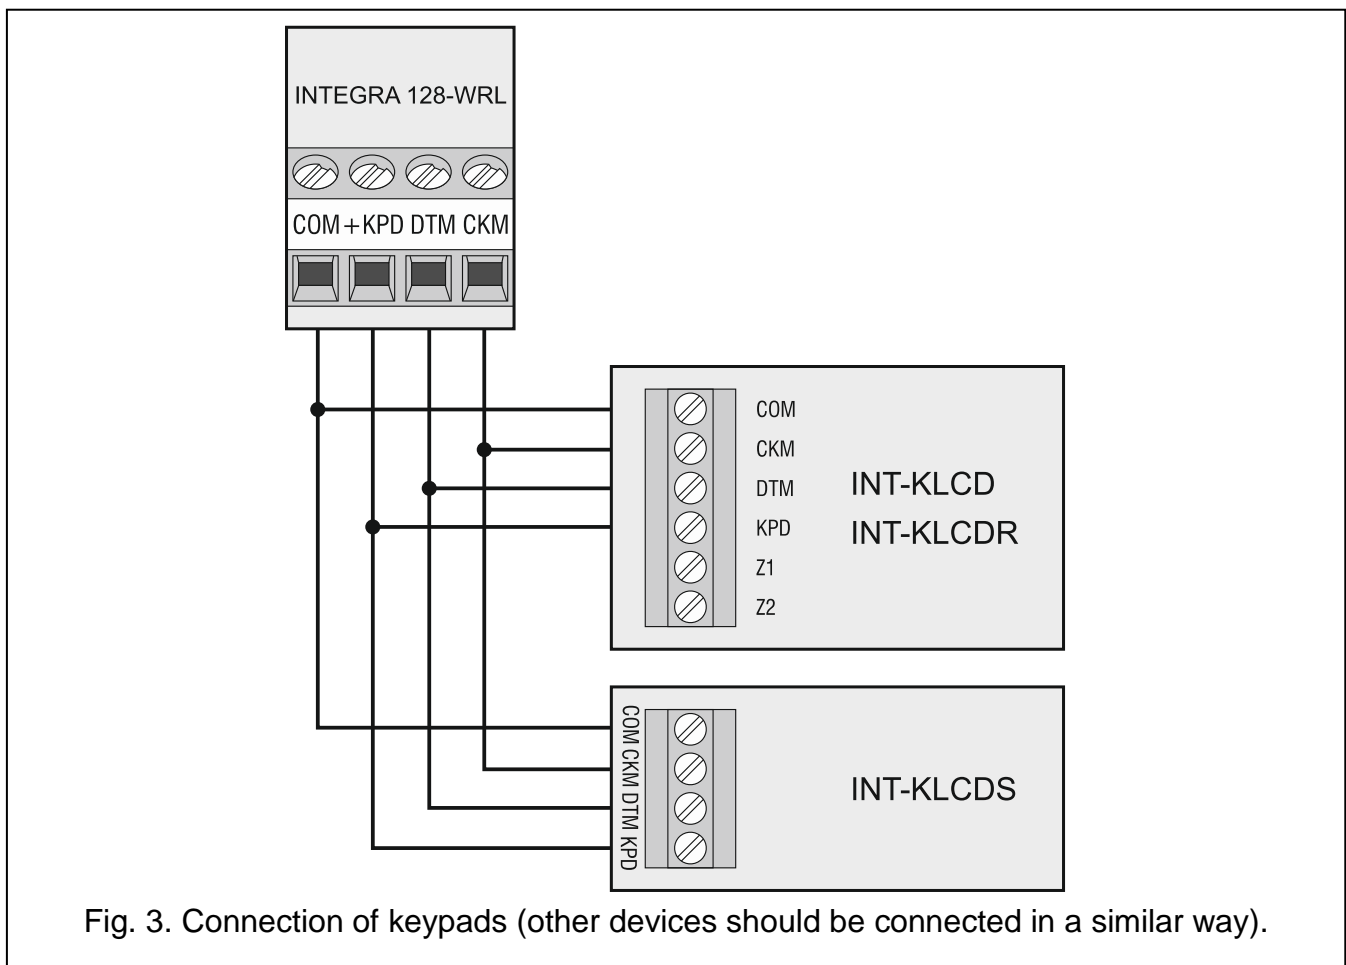 INTEGRA 128-WRL
COM +KPD DTM CKM
COM
CKM
DTM
KPD
Z1
Z2
INT-KLCD
INT-KLCDR
COM CKM DTM KPD
INT-KLCDS
Fig. 3. Connection of keypads (other devices should be connected in a similar way).